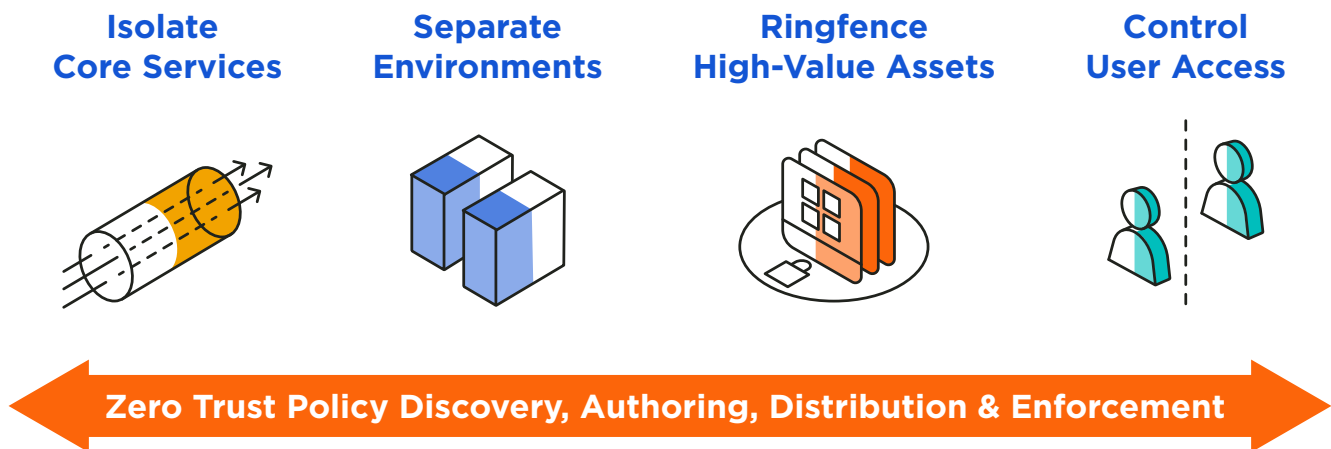 Isolate
Core Services
Separate
Environments
Ringfence
High-Value Assets
Control
User Access
Zero Trust Policy Discovery, Authoring, Distribution & Enforcement